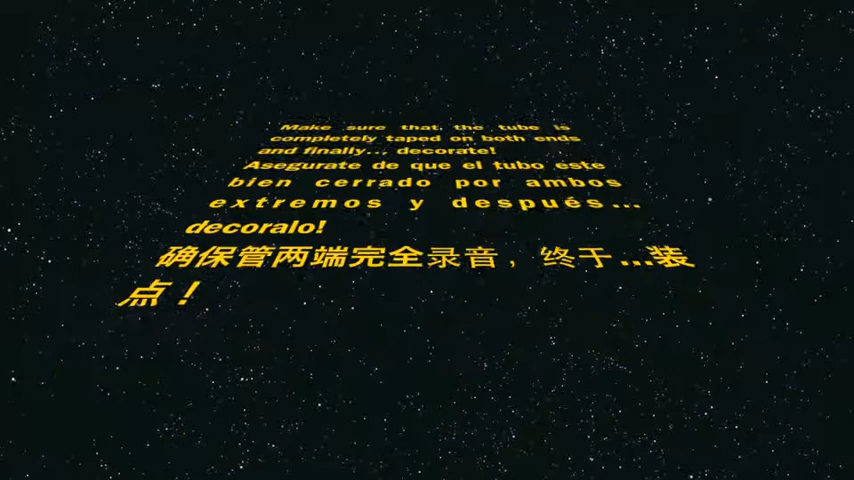 Make sure that the tube is
completely taped on both ends
and finally... decorate!
Asegurate de que el tubo este
bien cerrado por ambos
extremos y después...
decoralo!
确保管两端完全录音，终于...装
点！